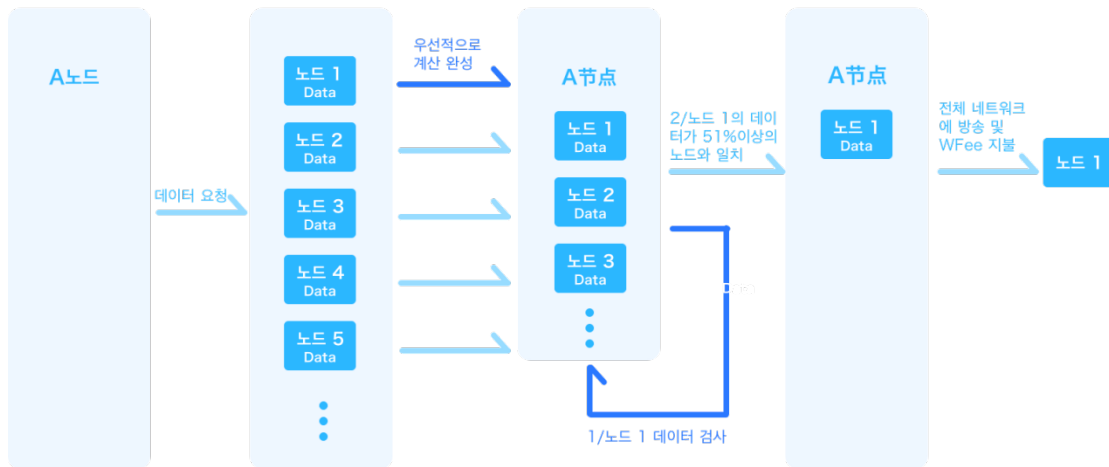 A노드
데이터 요청
노드 1
Data
노드 2
Data
노드 3
Data
노드 4
Data
노드 5
Data
우선적으로
계산 완성
A节点
노드 1
Data
노드 2
Data
노드 3
Data
1/노드 1 데이터 검사
2/노드 1의 데이
터가 51%이상의
노드와 일치
A节点
노드 1
Data
전체 네트워크
에 방송 및
WFee 지불
노드 1